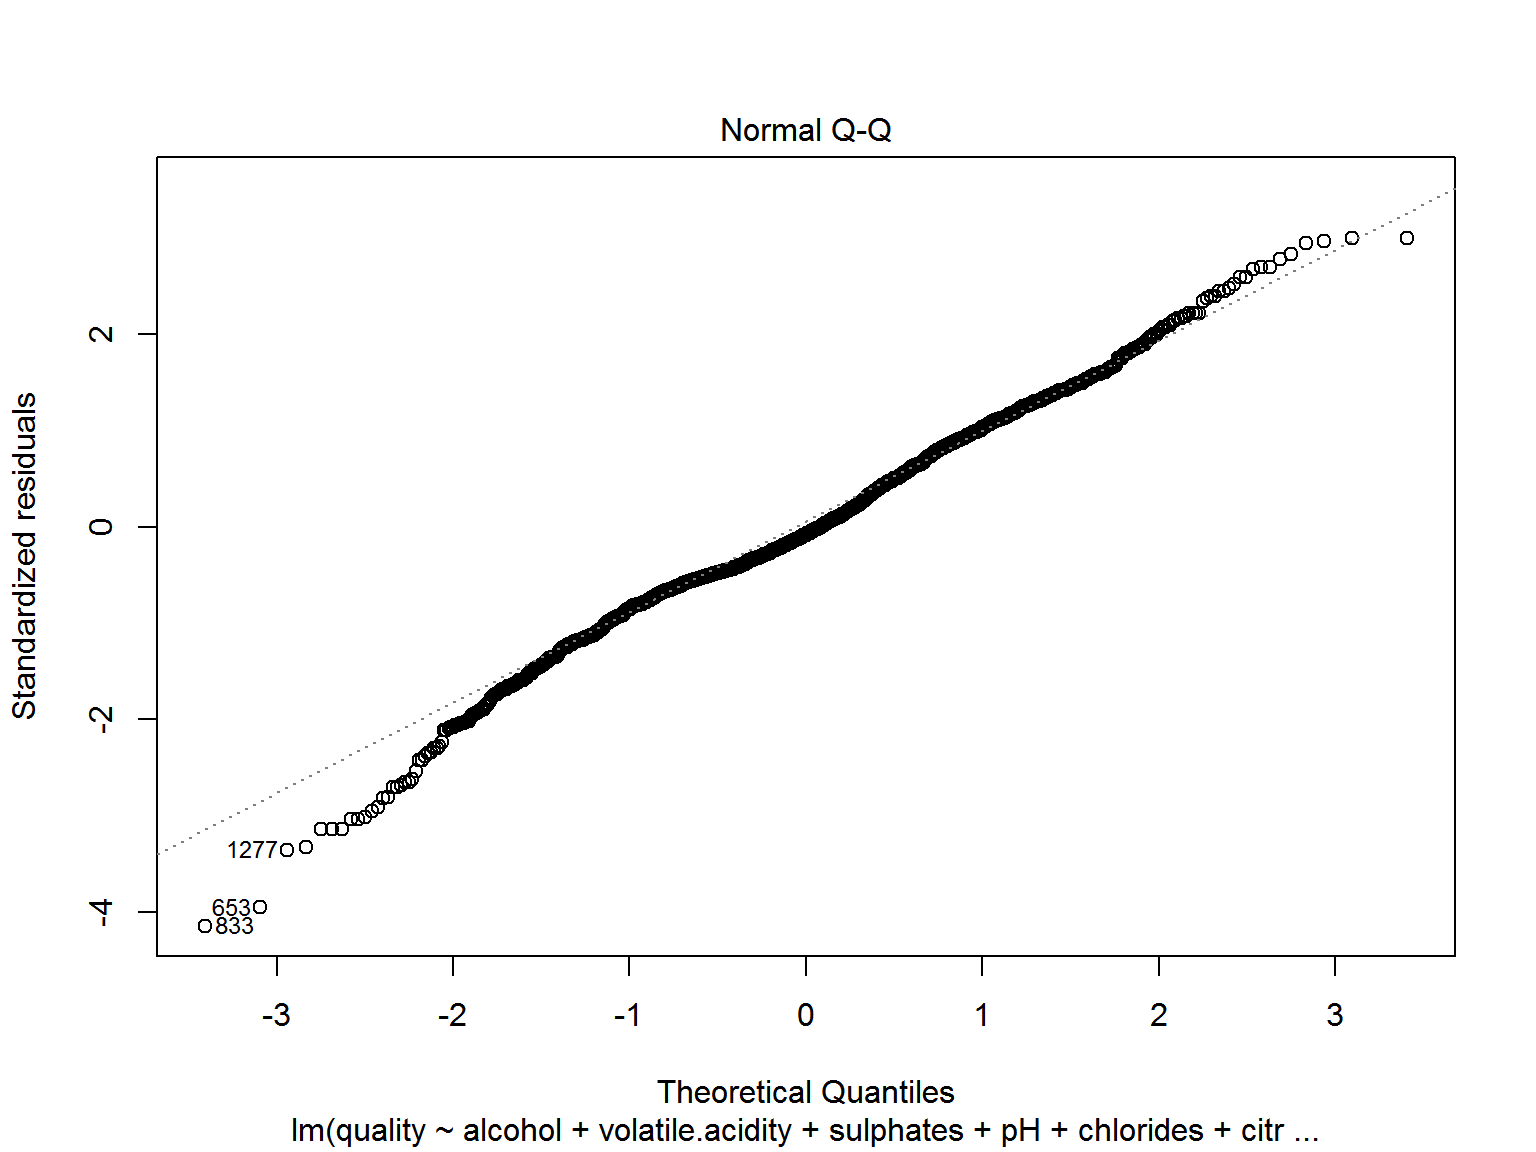 Normal Q-Q
Standardized residuals
2
0
-2
-4
1277
653
833
-3 -2 -1 0 1 2 3
Theoretical Quantiles
lm(quality ~ alcohol + volatile.acidity + sulphates + pH + chlorides + citr ...